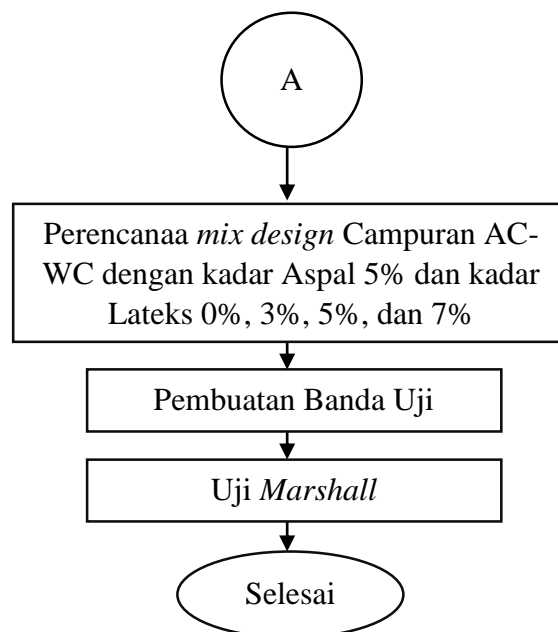 A
Perencanaa mix design Campuran AC-
WC dengan kadar Aspal 5% dan kadar
Lateks 0%, 3%, 5%, dan 7%
Pembuatan Banda Uji
Uji Marshall
Selesai